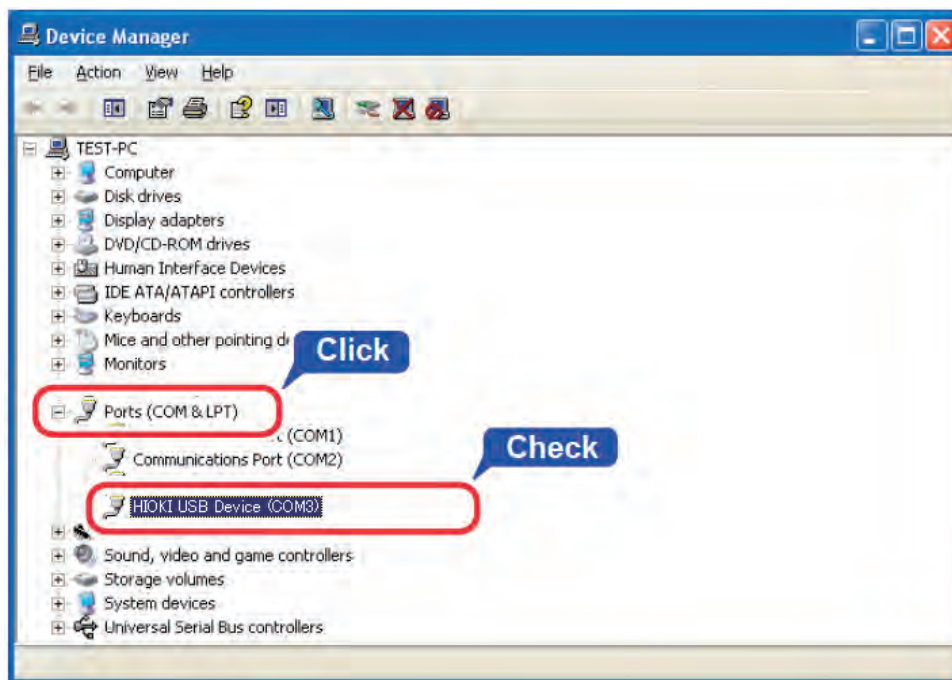 Device Manager
File Action View Help
TEST-PC
Computer
Disk drives
Display adapters
DVD/CD-ROM drives
Human Interface Devices
IDE ATA/ATAPI controllers
Keyboards
Mice and other pointing
Click
Monitors
Ports (COM & LPT)
(COM1)
Communications Port (COM2)
Check
HIOKI USB Device (COM3)
Sound, video and game controllers
Storage volumes
System devices
Universal Serial Bus controllers